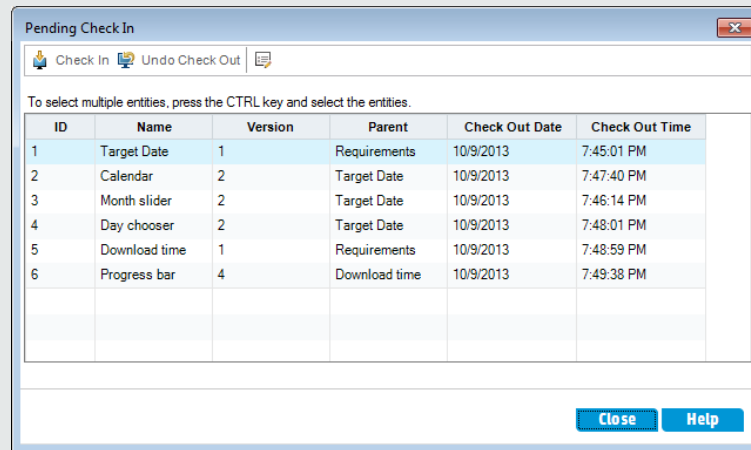 Pending Check In
Check In Undo Check Out
To select multiple entities, press the CTRL key and select the entities.
ID Name Version Parent Check Out Date Check Out Time
1 Target Date 1 Requirements 10/9/2013 7:45:01 PM
2 Calendar 2 Target Date 10/9/2013 7:47:40 PM
3 Month slider 2 Target Date 10/9/2013 7:46:14 PM
4 Day chooser 2 Target Date 10/9/2013 7:48:01 PM
5 Download time 1 Requirements 10/9/2013 7:48:59 PM
6 Progress bar 4 Download time 10/9/2013 7:49:38 PM
Close Help